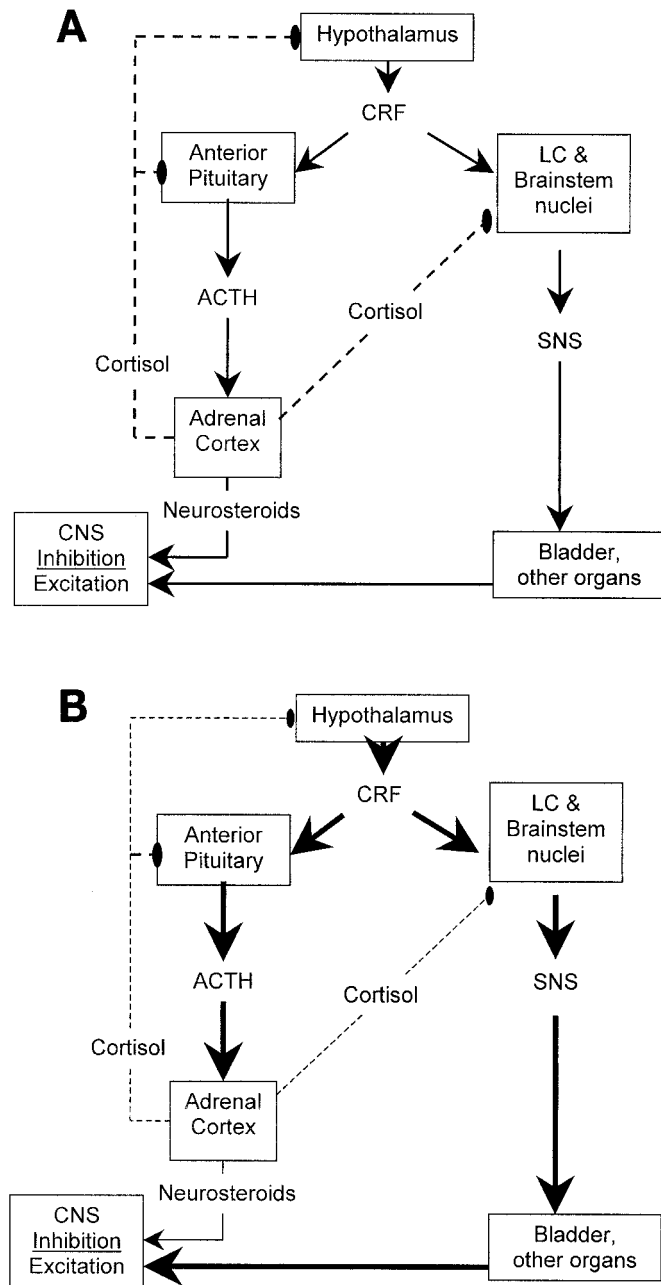 A
Hypothalamus
CRF
Anterior
Pituitary
LC &
Brainstem
nuclei
ACTH
Cortisol
SNS
Cortisol
Adrenal
Cortex
Neurosteroids
CNS
Inhibition
Excitation
Bladder,
other organs
B
Hypothalamus
CRF
LC &
Brainstem
nuclei
Anterior
Pituitary
ACTH
Cortisol
SNS
Cortisol
Adrenal
Cortex
Neurosteroids
CNS
Inhibition
Excitation
Bladder,
other organs